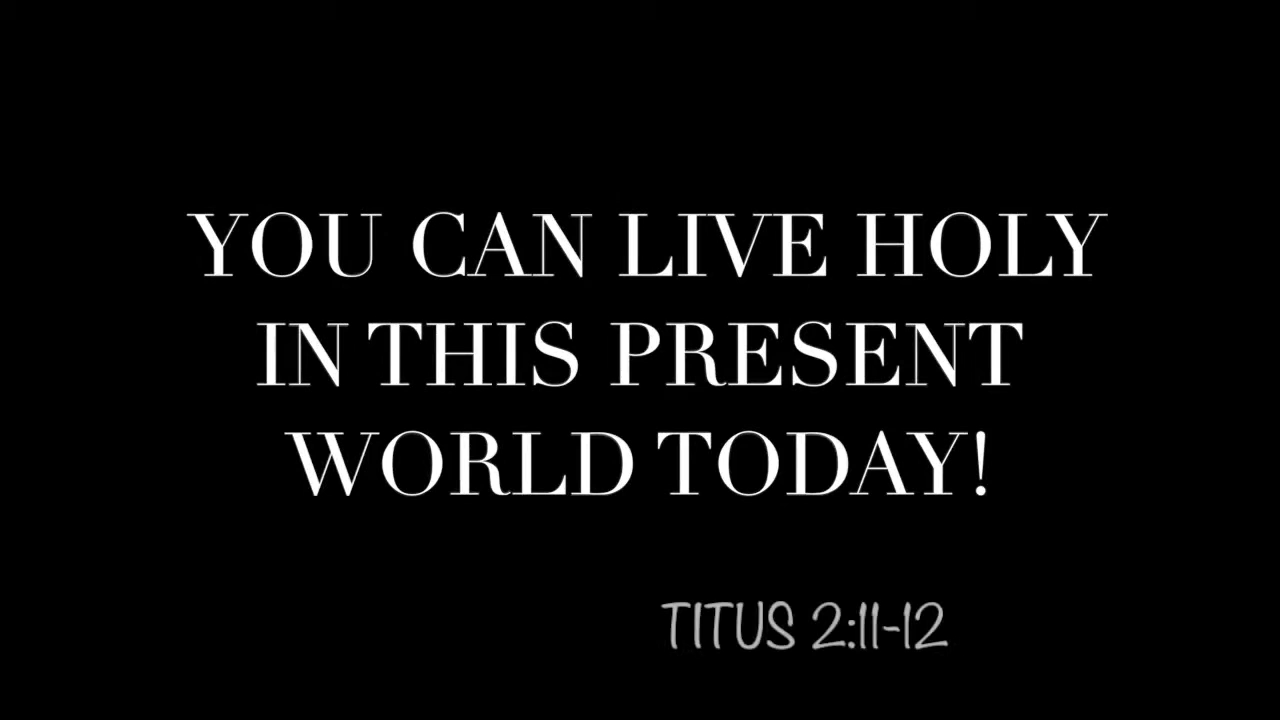 YOU CAN LIVE HOLY
IN THIS PRESENT
WORLD TODAY!
TITUS 2:11-12